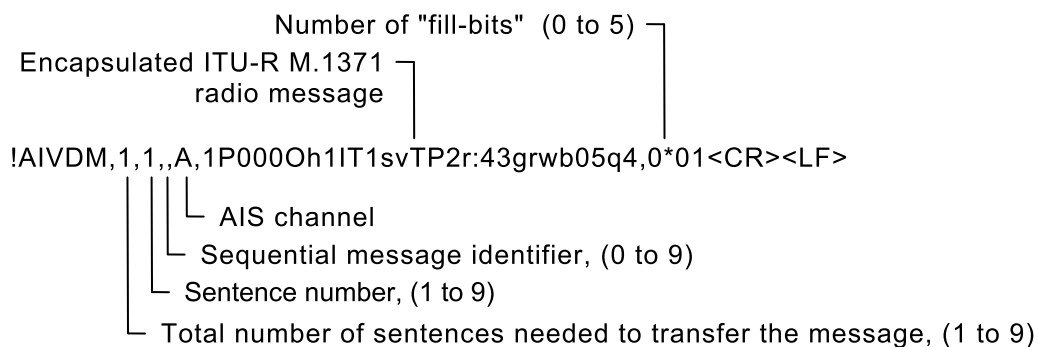 Number of "fill-bits" (0 to 5)
Encapsulated ITU-R M.1371
radio message
!AIVDM,1,1,,A,1P000Oh1IT1svTP2r:43grwb05q4,0*01<CR><LF>
AIS channel
Sequential message identifier, (0 to 9)
Sentence number, (1 to 9)
Total number of sentences needed to transfer the message, (1 to 9)